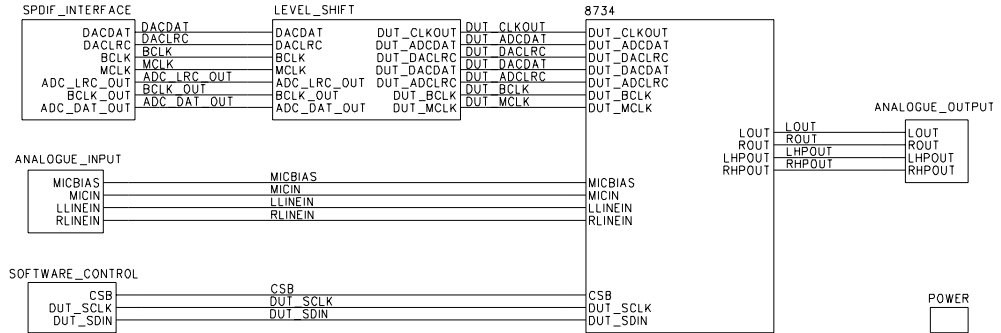 SPDIF_INTERFACE
DACDAT
DACLRC
BCLK
MCLK
ADC_LRC_OUT
BCLK_OUT
ADC_DAT_OUT
DACDAT
DACLRC
BCLK
MCLK
ADC_LRC_OUT
BCLK_OUT
ADC_DAT_OUT
LEVEL_SHIFT
DACDAT
DACLRC
BCLK
MCLK
ADC_LRC_OUT
BCLK_OUT
ADC_DAT_OUT
DUT_CLKOUT
DUT_ADCDAT
DUT_DACLRC
DUT_DACDAT
DUT_ADCLRC
DUT_BCLK
DUT_MCLK
DUT_CLKOUT
DUT_ADCDAT
DUT_DACLRC
DUT_DACDAT
DUT_ADCLRC
DUT_BCLK
DUT_MCLK
8734
DUT_CLKOUT
DUT_ADCDAT
DUT_DACLRC
DUT_DACDAT
DUT_ADCLRC
DUT_BCLK
DUT_MCLK
LOUT
ROUT
LHPOUT
RHPOUT
LOUT
ROUT
LHPOUT
RHPOUT
ANALOGUE_OUTPUT
LOUT
ROUT
LHPOUT
RHPOUT
ANALOGUE_INPUT
MICBIAS
MICIN
LLINEIN
RLINEIN
MICBIAS
MICIN
LLINEIN
RLINEIN
MICBIAS
MICIN
LLINEIN
RLINEIN
SOFTWARE_CONTROL
CSB
DUT_SCLK
DUT_SDIN
CSB
DUT_SCLK
DUT_SDIN
CSB
DUT_SCLK
DUT_SDIN
POWER